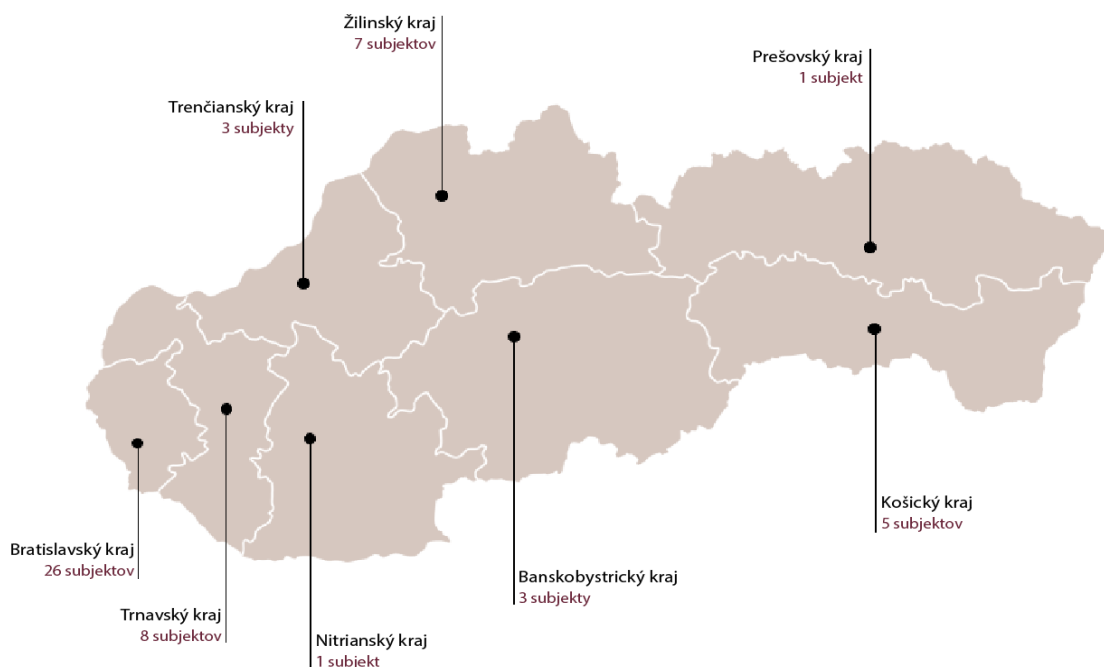 Žilinský kraj
7 subjektov
Prešovský kraj
1 subjekt
Trenčianský kraj
3 subjekty
Košický kraj
5 subjektov
Bratislavský kraj
26 subjektov
Banskobystrický kraj
3 subjekty
Trnavský kraj
8 subjektov
Nitrianský kraj
1 subjekt